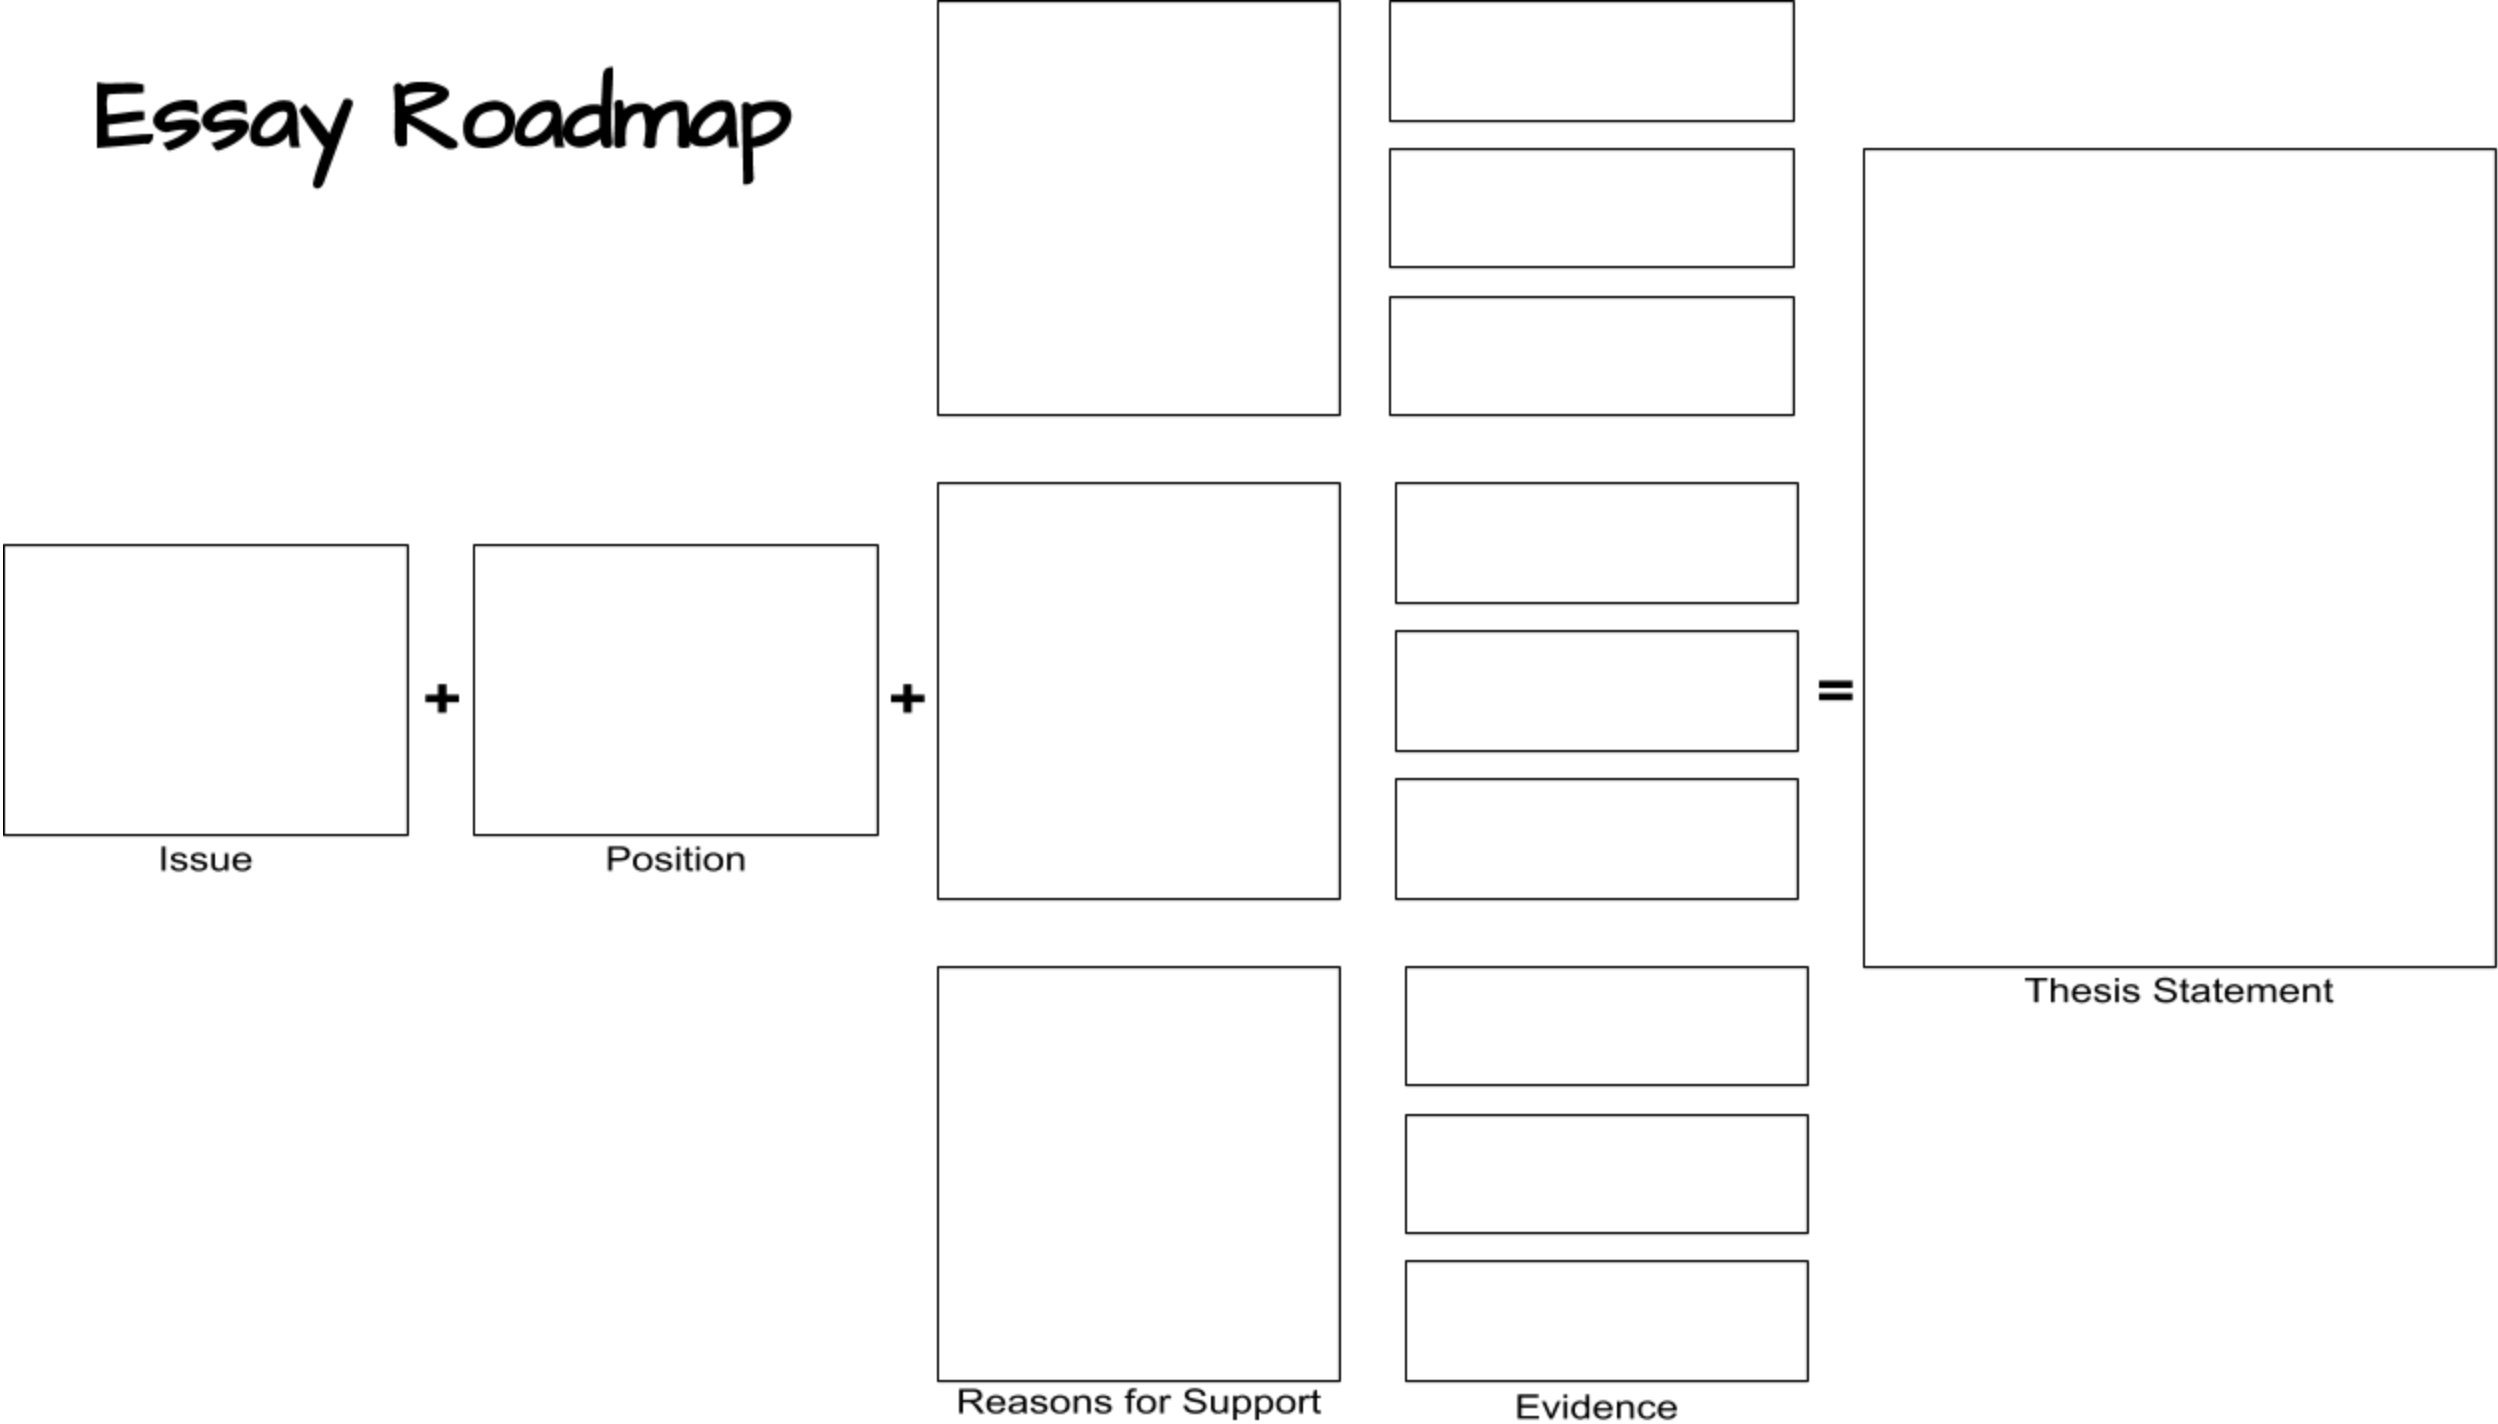 Essay Roadmap
+
+
=
Issue
Position
Thesis Statement
Reasons for Support
Evidence